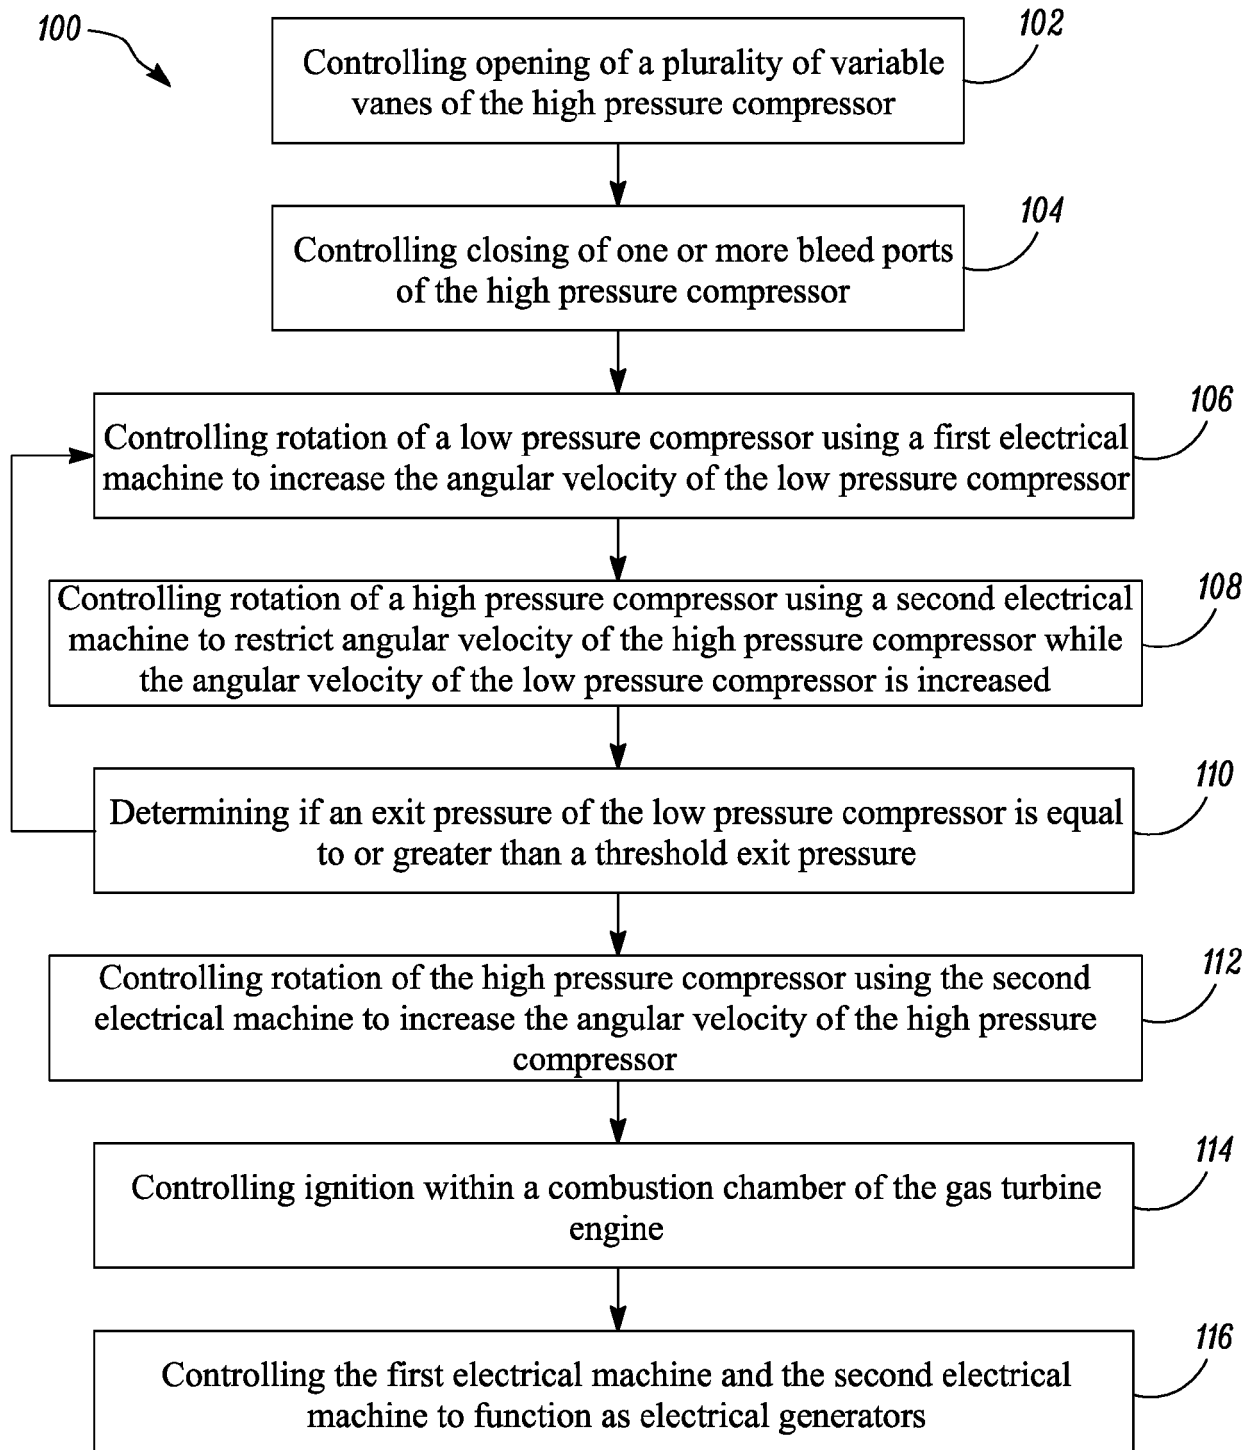 100
102
Controlling opening of a plurality of variable
vanes of the high pressure compressor
104
Controlling closing of one or more bleed ports
of the high pressure compressor
106
Controlling rotation of a low pressure compressor using a first electrical
machine to increase the angular velocity of the low pressure compressor
108
Controlling rotation of a high pressure compressor using a second electrical
machine to restrict angular velocity of the high pressure compressor while
the angular velocity of the low pressure compressor is increased
110
Determining if an exit pressure of the low pressure compressor is equal
to or greater than a threshold exit pressure
112
Controlling rotation of the high pressure compressor using the second
electrical machine to increase the angular velocity of the high pressure
compressor
114
Controlling ignition within a combustion chamber of the gas turbine
engine
116
Controlling the first electrical machine and the second electrical
machine to function as electrical generators